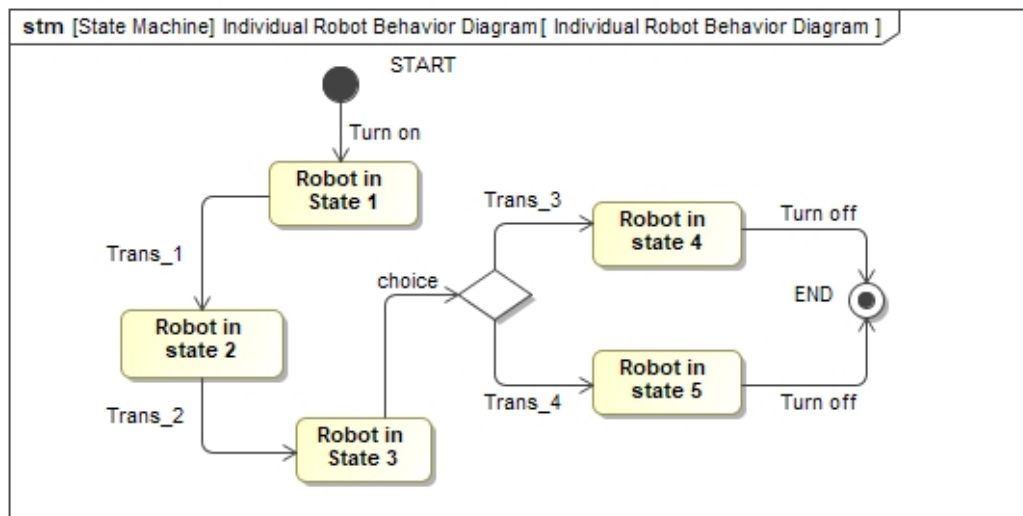 stm [State Machine] Individual Robot Behavior Diagram[ Individual Robot Behavior Diagram ]
START
Turn on
Robot in
State 1
Trans_1
Robot in
state 2
Trans_2
Robot in
State 3
choice
Trans_3
Robot in
state 4
Turn off
END
Trans_4
Robot in
state 5
Turn off